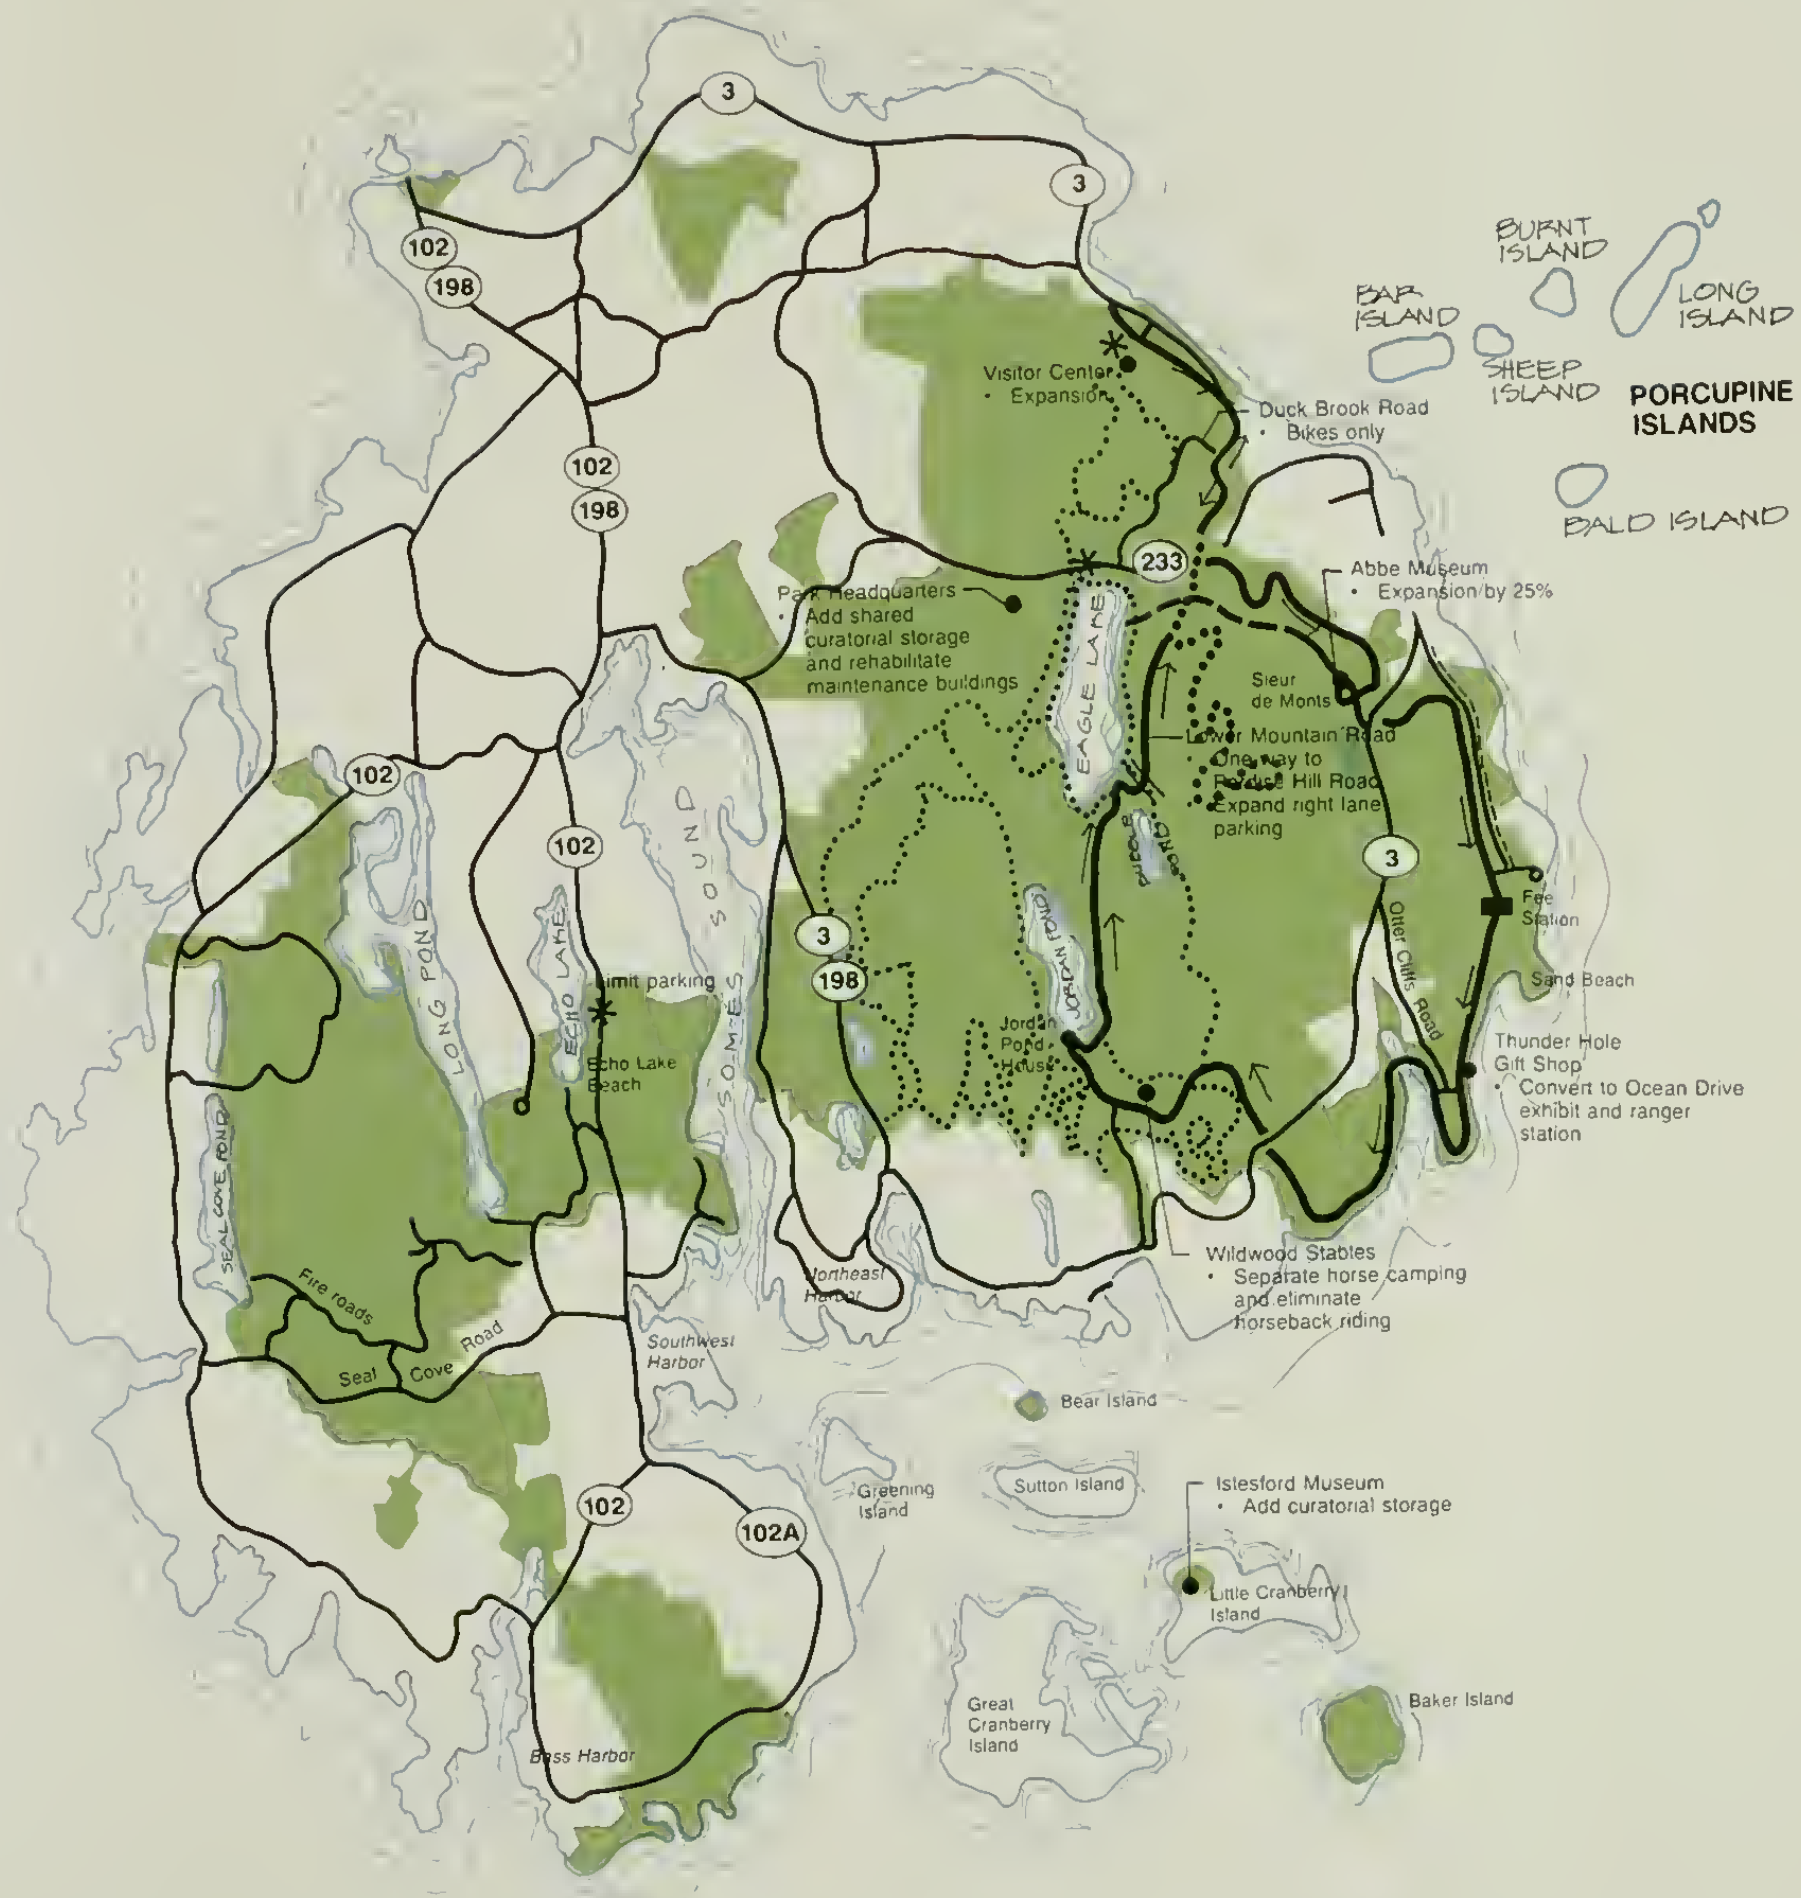 3
3
102
198
BURNT
ISLAND
BAR
ISLAND
LONG
ISLAND
SHEEP
ISLAND
PORCUPINE
ISLANDS
BALD ISLAND
Visitor Center
• Expansion
Duck Brook Road
• Bikes only
102
198
233
Abbe Museum
• Expansion/by 25%
Park Headquarters
• Add shared
curatorial storage
and rehabilitate
maintenance buildings
EAGLE LAKE
Sieur
de Monts
Lower Mountain Road
One way to
Paradise Hill Road
Expand right lane
parking
BUBBLE
POND
102
102
3
3
198
LONG POND
ECHO LAKE
SOMES
SOUND
JORDAN POND
Otter Cliffs Road
Fee
Station
Sand Beach
Limit parking
Echo Lake
Beach
Jordan
Pond
House
Thunder Hole
Gift Shop
• Convert to Ocean Drive
exhibit and ranger
station
SEAL COVE POND
Wildwood Stables
• Separate horse camping
and eliminate
horseback riding
Northeast
Harbor
Fire roads
Seal Cove Road
Southwest
Harbor
Bear Island
Greening
Island
Sutton Island
Islesford Museum
• Add curatorial storage
102
102A
Little Cranberry
Island
Great
Cranberry
Island
Baker Island
Bass Harbor